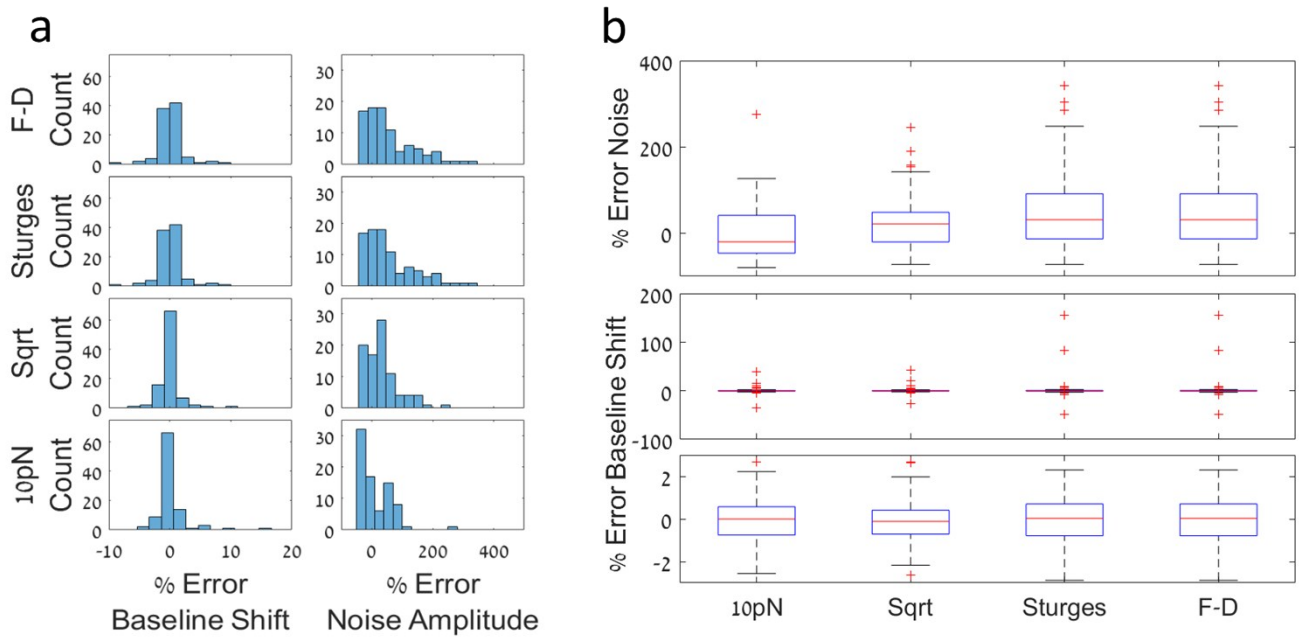 a
F-D
Count
60
40
20
0
30
20
10
0
Sturges
Count
60
40
20
0
30
20
10
0
Sqrt
Count
60
40
20
0
30
20
10
0
10pN
Count
60
40
20
0
30
20
10
0
-10 0 10 20
0 200 400
% Error
Baseline Shift
% Error
Noise Amplitude
b
% Error Noise
400
200
0
% Error Baseline Shift
200
100
0
-100
2
0
-2
10pN Sqrt Sturges F-D